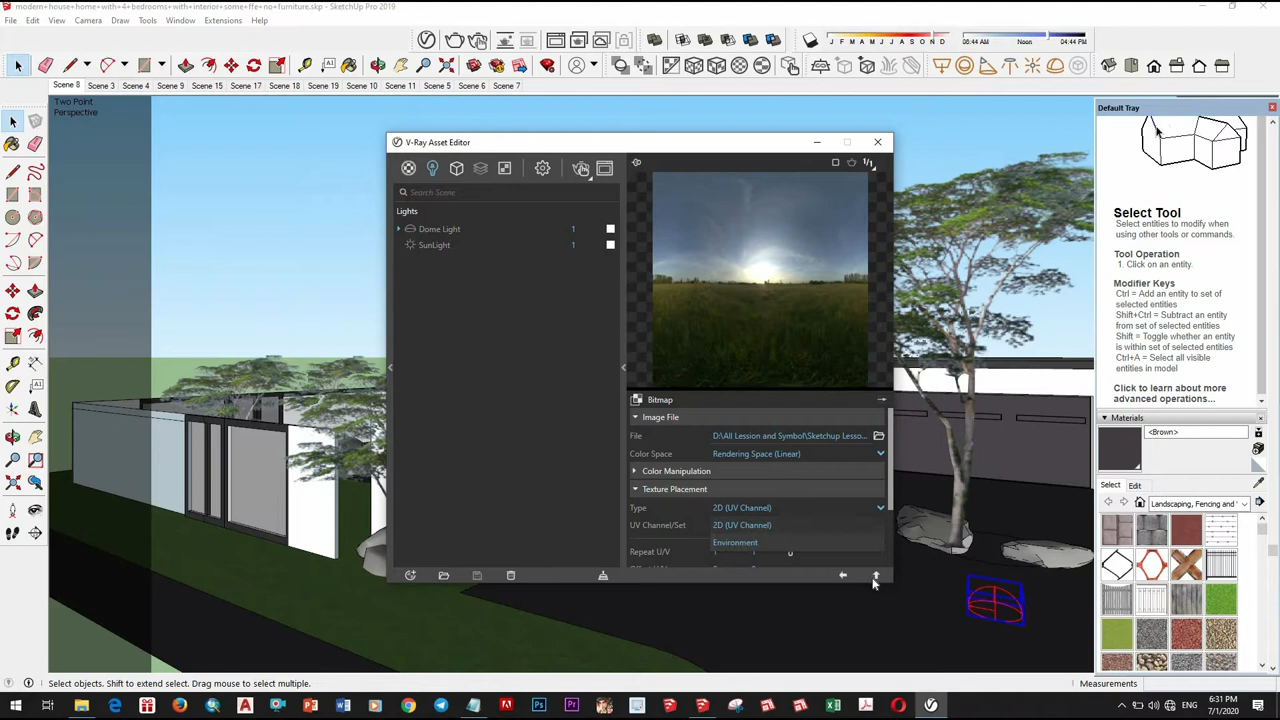 modern+house+home+with+4+bedrooms+with+interior+some+ffe+no+furniture.skp - SketchUp Pro 2019
File Edit View Camera Draw Tools Window Extensions Help
J F M A M J J A S O N D
06:44 AM Noon 04:44 PM
Scene 8 Scene 3 Scene 4 Scene 9 Scene 15 Scene 17 Scene 18 Scene 19 Scene 10 Scene 11 Scene 5 Scene 6 Scene 7
Two Point
Perspective
V-Ray Asset Editor
1/1
Search Scene
Lights
Dome Light 1
SunLight 1
Bitmap
Image File
File D:\All Lession and Symbol\Sketchup Lesso...
Color Space Rendering Space (Linear)
Color Manipulation
Texture Placement
Type 2D (UV Channel)
UV Channel/Set 2D (UV Channel)
Environment
Repeat U/V
Default Tray
Select Tool
Select entities to modify when
using other tools or commands.
Tool Operation
1. Click on an entity.
Modifier Keys
Ctrl = Add an entity to set of
selected entities
Shift+Ctrl = Subtract an entity
from set of selected entities
Shift = Toggle whether an entity
is within set of selected entities
Ctrl+A = Select all visible
entities in model
Click to learn about more
advanced operations...
Materials
<Brown>
Select Edit
Landscaping, Fencing and
Select objects. Shift to extend select. Drag mouse to select multiple.
Measurements
6:31 PM
ENG
7/1/2020